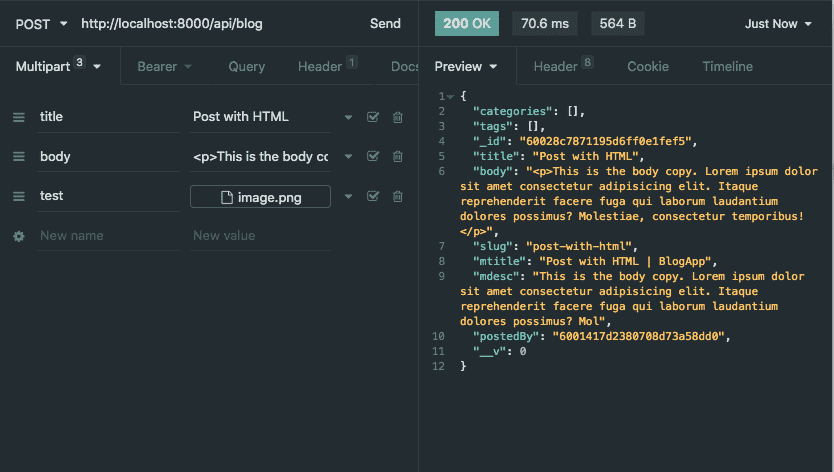 POST http://localhost:8000/api/blog Send
200 OK 70.6 ms 564 B Just Now
Multipart 3 Bearer Query Header 1 Docs
Preview Header 8 Cookie Timeline
title Post with HTML
body <p>This is the body cc
test image.png
New name New value
1 {
2 "categories": [],
3 "tags": [],
4 "_id": "60028c7871195d6ff0e1fef5",
5 "title": "Post with HTML",
6 "body": "<p>This is the body copy. Lorem ipsum dolor
sit amet consectetur adipisicing elit. Itaque
reprehenderit facere fuga qui laborum laudantium
dolores possimus? Molestiae, consectetur temporibus!
</p>",
7 "slug": "post-with-html",
8 "mtitle": "Post with HTML | BlogApp",
9 "mdesc": "This is the body copy. Lorem ipsum dolor
sit amet consectetur adipisicing elit. Itaque
reprehenderit facere fuga qui laborum laudantium
dolores possimus? Mol",
10 "postedBy": "6001417d2380708d73a58dd0",
11 "__v": 0
12 }